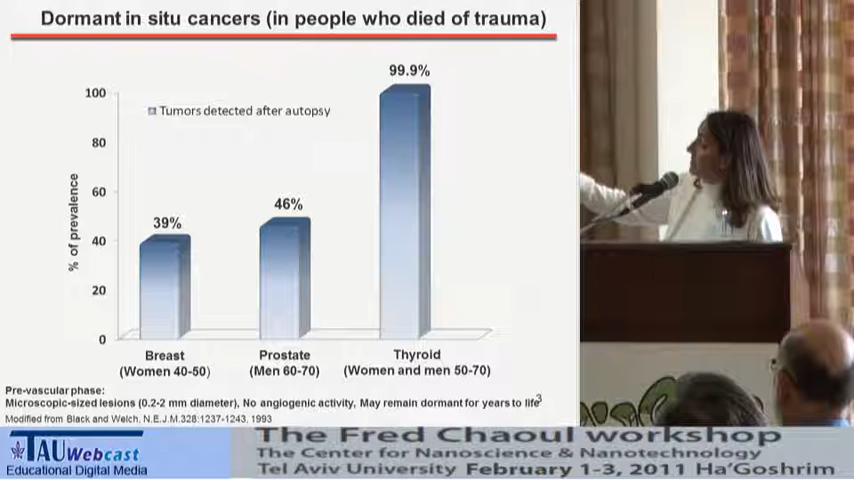 Dormant in situ cancers (in people who died of trauma)
99.9%
100
Tumors detected after autopsy
80
60
46%
39%
40
20
0
% of prevalence
Breast
(Women 40-50)
Prostate
(Men 60-70)
Thyroid
(Women and men 50-70)
Pre-vascular phase:
Microscopic-sized lesions (0.2-2 mm diameter), No angiogenic activity, May remain dormant for years to life
3
Modified from Black and Welch, N.E.J.M.328:1237-1243, 1993
TAU Webcast
Educational Digital Media
The Fred Chaoul workshop
The Center for Nanoscience & Nanotechnology
Tel Aviv University February 1-3, 2011 Ha'Goshrim